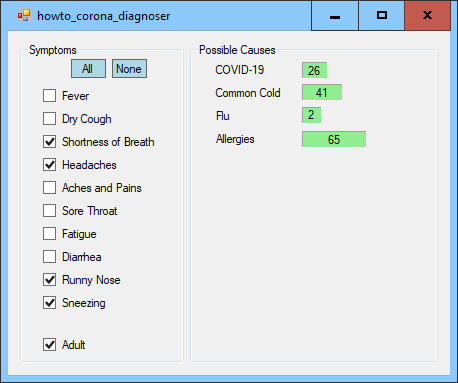 howto_corona_diagnoser
Symptoms
All None
Fever
Dry Cough
Shortness of Breath
Headaches
Aches and Pains
Sore Throat
Fatigue
Diarrhea
Runny Nose
Sneezing
Adult
Possible Causes
COVID-19 26
Common Cold 41
Flu 2
Allergies 65